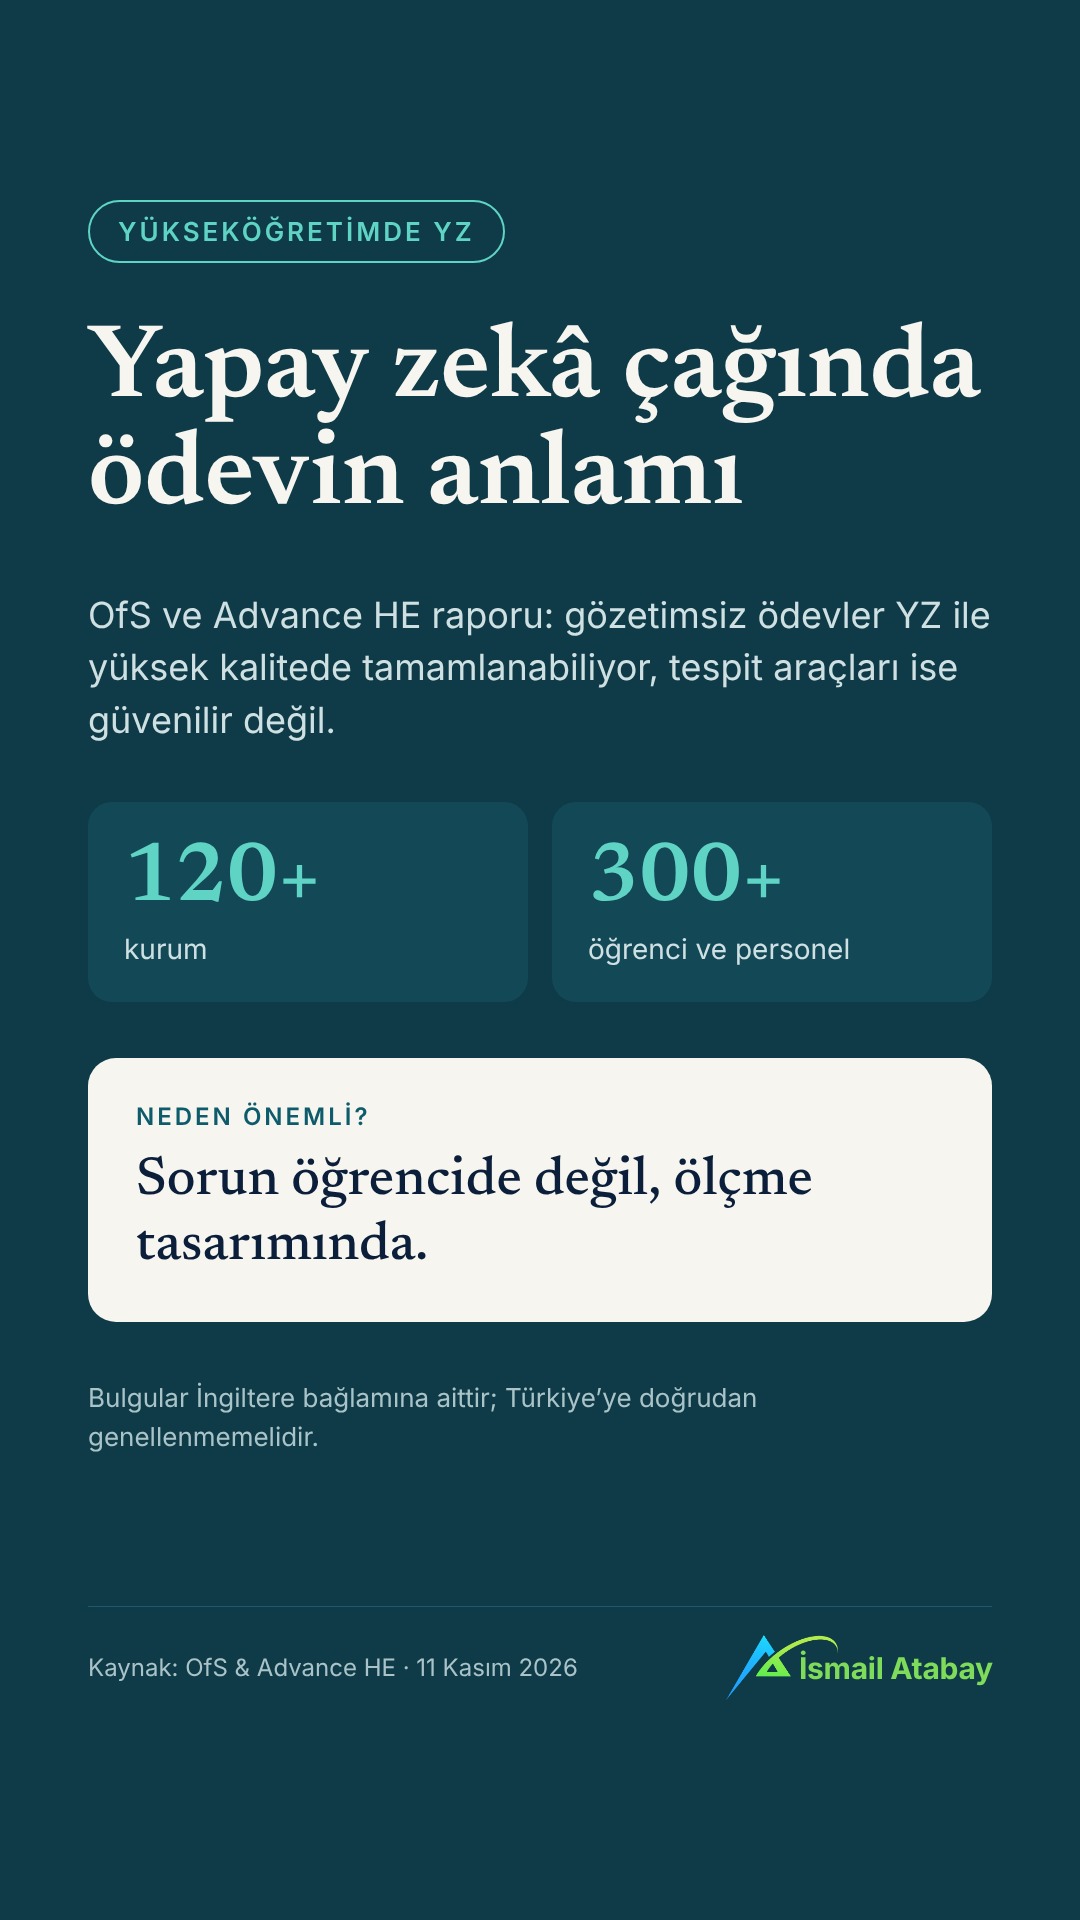 YÜKSEKÖĞRETİMDE YZ
Yapay zekâ çağında
ödevin anlamı
OfS ve Advance HE raporu: gözetimsiz ödevler YZ ile
yüksek kalitede tamamlanabiliyor, tespit araçları ise
güvenilir değil.
120+
kurum
300+
öğrenci ve personel
NEDEN ÖNEMLİ?
Sorun öğrencide değil, ölçme
tasarımında.
Bulgular İngiltere bağlamına aittir; Türkiye’ye doğrudan
genellenmemelidir.
Kaynak: OfS & Advance HE · 11 Kasım 2026
İsmail Atabay